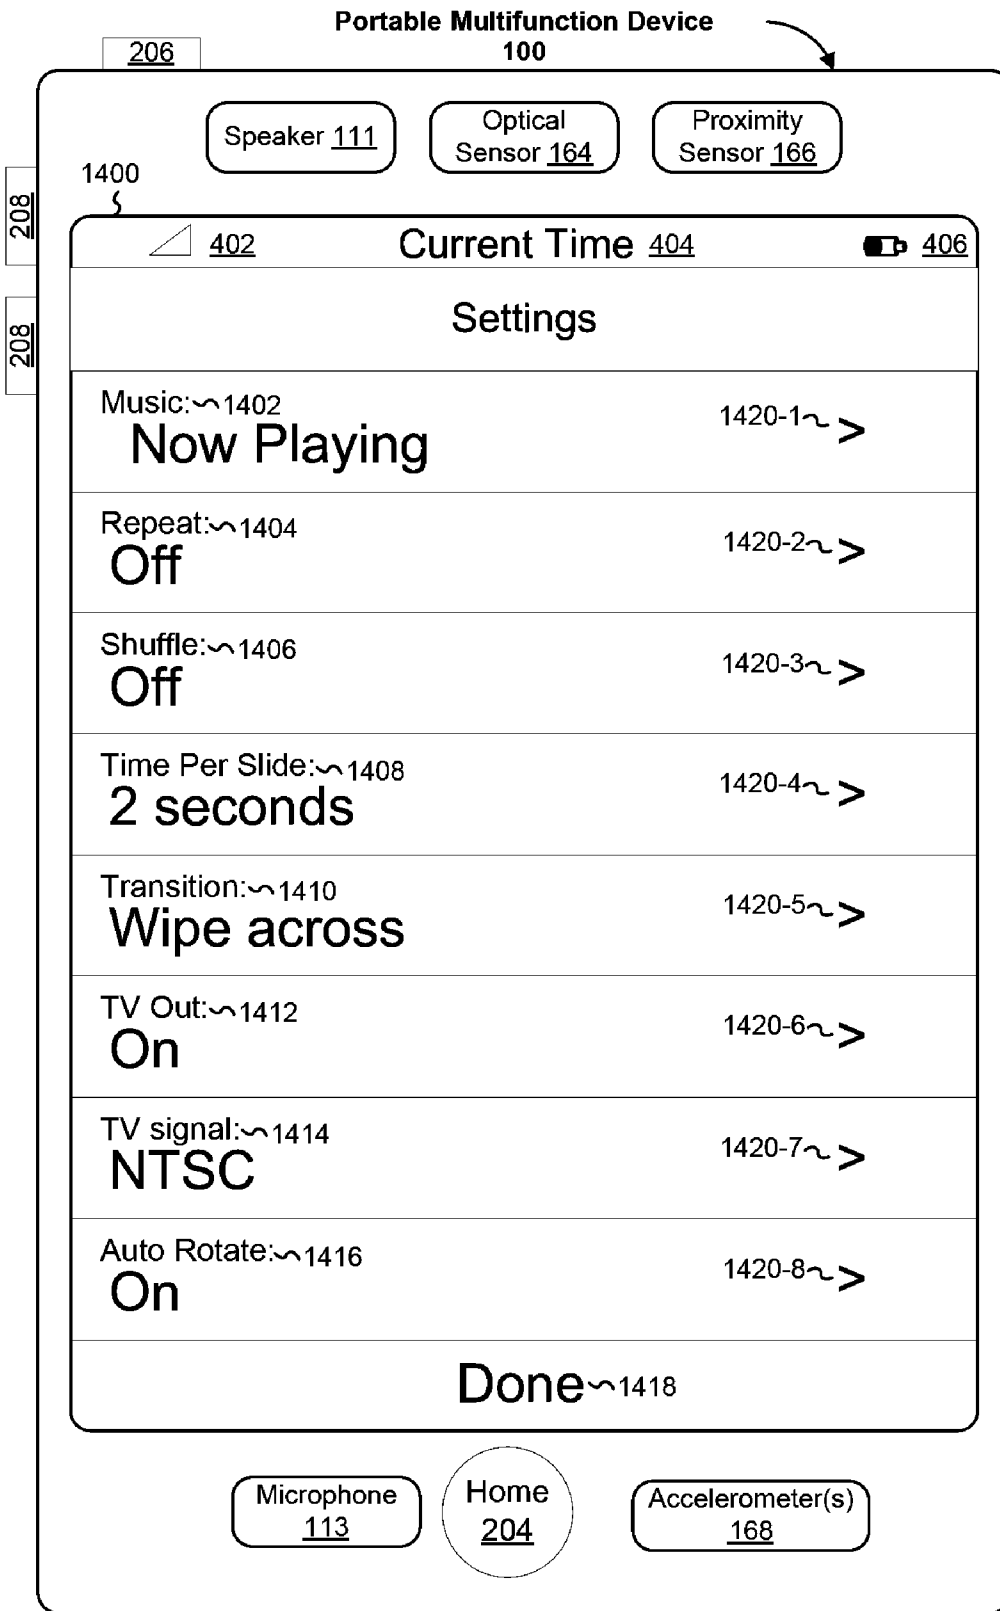 Portable Multifunction Device
100
206
Speaker 111
Optical
Sensor 164
Proximity
Sensor 166
1400
208
208
402
Current Time 404
406
Settings
Music: 1402
Now Playing
1420-1 >
Repeat: 1404
Off
1420-2 >
Shuffle: 1406
Off
1420-3 >
Time Per Slide: 1408
2 seconds
1420-4 >
Transition: 1410
Wipe across
1420-5 >
TV Out: 1412
On
1420-6 >
TV signal: 1414
NTSC
1420-7 >
Auto Rotate: 1416
On
1420-8 >
Done 1418
Microphone
113
Home
204
Accelerometer(s)
168